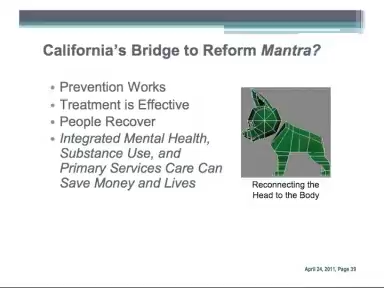 California's Bridge to Reform Mantra?
• Prevention Works
• Treatment is Effective
• People Recover
• Integrated Mental Health,
Substance Use, and
Primary Services Care Can
Save Money and Lives
Reconnecting the
Head to the Body
April 24, 2011, Page 39